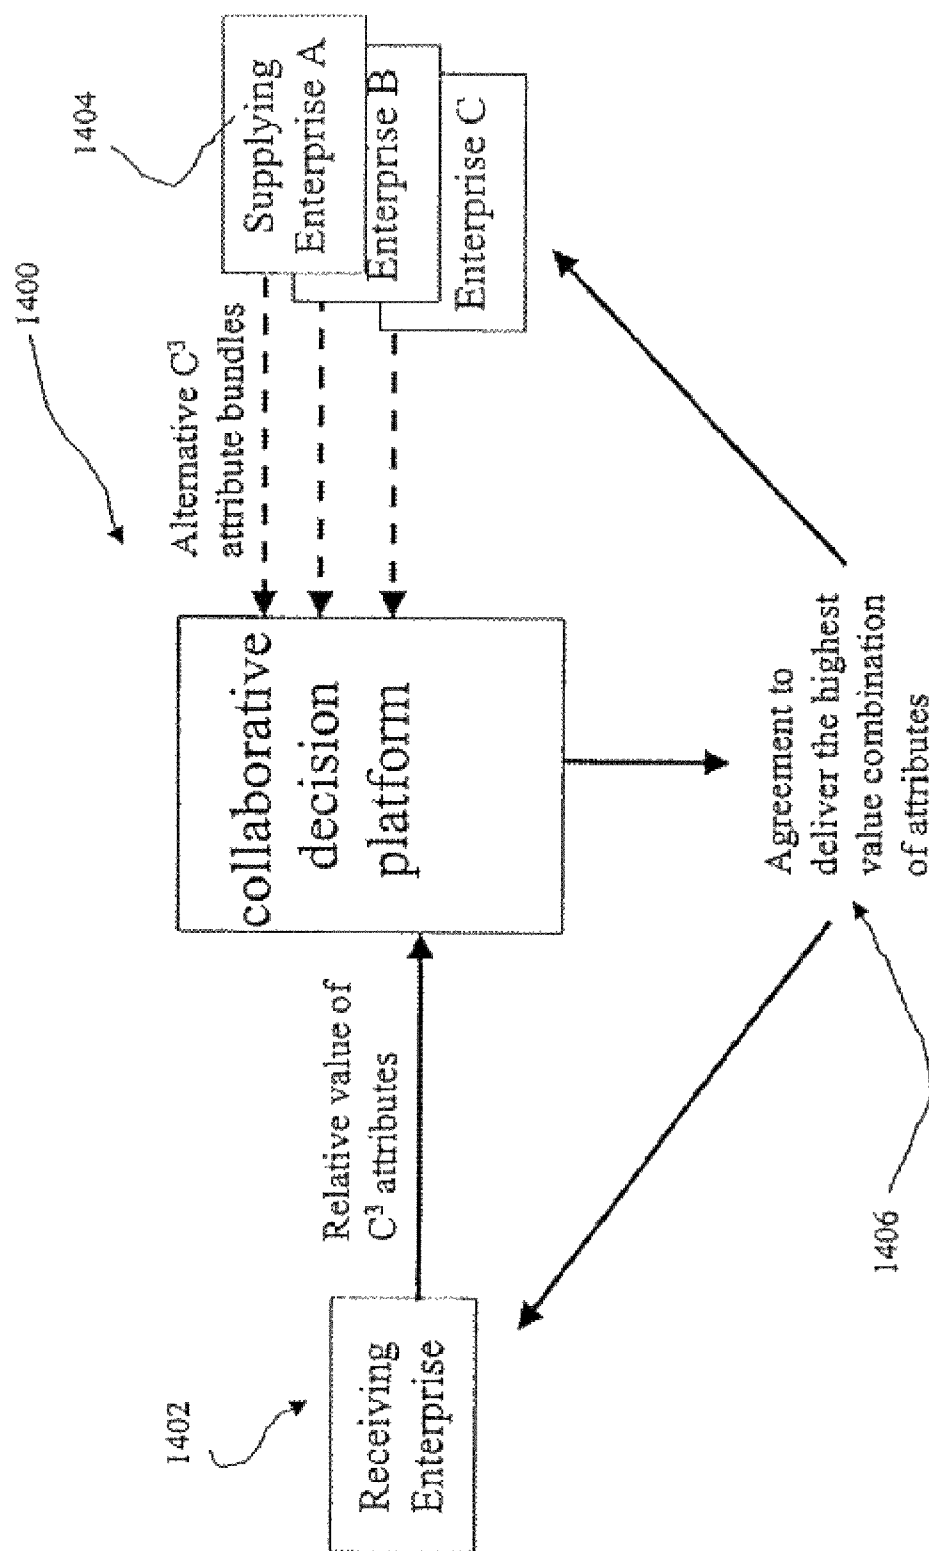 1400
1404
Supplying
Enterprise A
Enterprise B
Enterprise C
Alternative C³
attribute bundles
collaborative
decision
platform
Relative value of
C³ attributes
1402
Receiving
Enterprise
Agreement to
deliver the highest
value combination
of attributes
1406